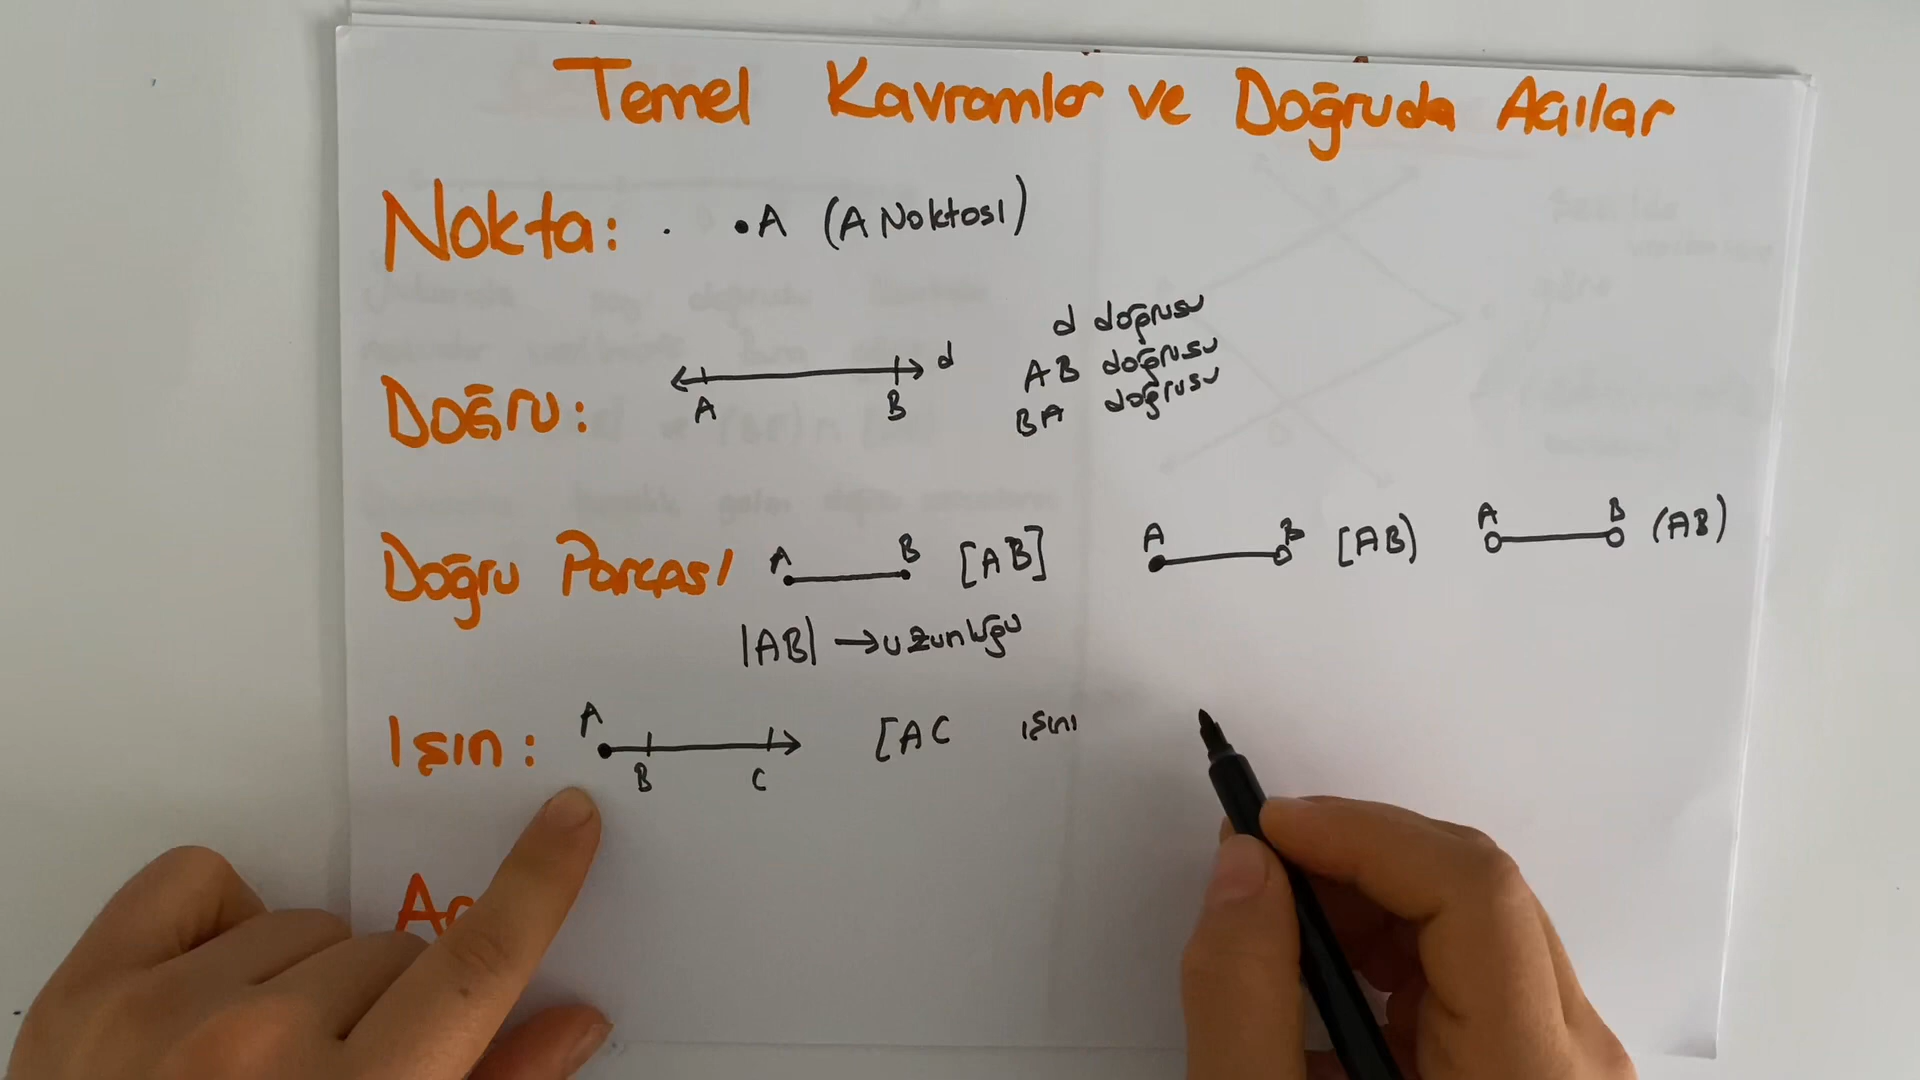 Temel Kavramlar ve Doğruda Açılar
Nokta: . •A (A Noktası)
d doğrusu
d
AB doğrusu
Doğru:
A B
BA doğrusu
Doğru Parçası A B [AB] A B [AB) A B (AB)
|AB| → uzunluğu
Işın: A B C [AC ışını